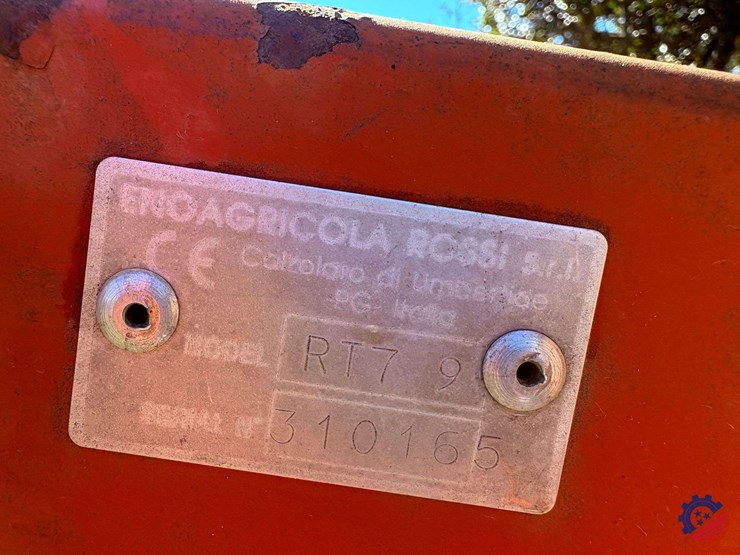 ENOAGRICOLA ROSSI s.r.l.
CE Calzolaro di Umbertide
PG - Italia
MODEL RT7 9
SERIAL N° 310165